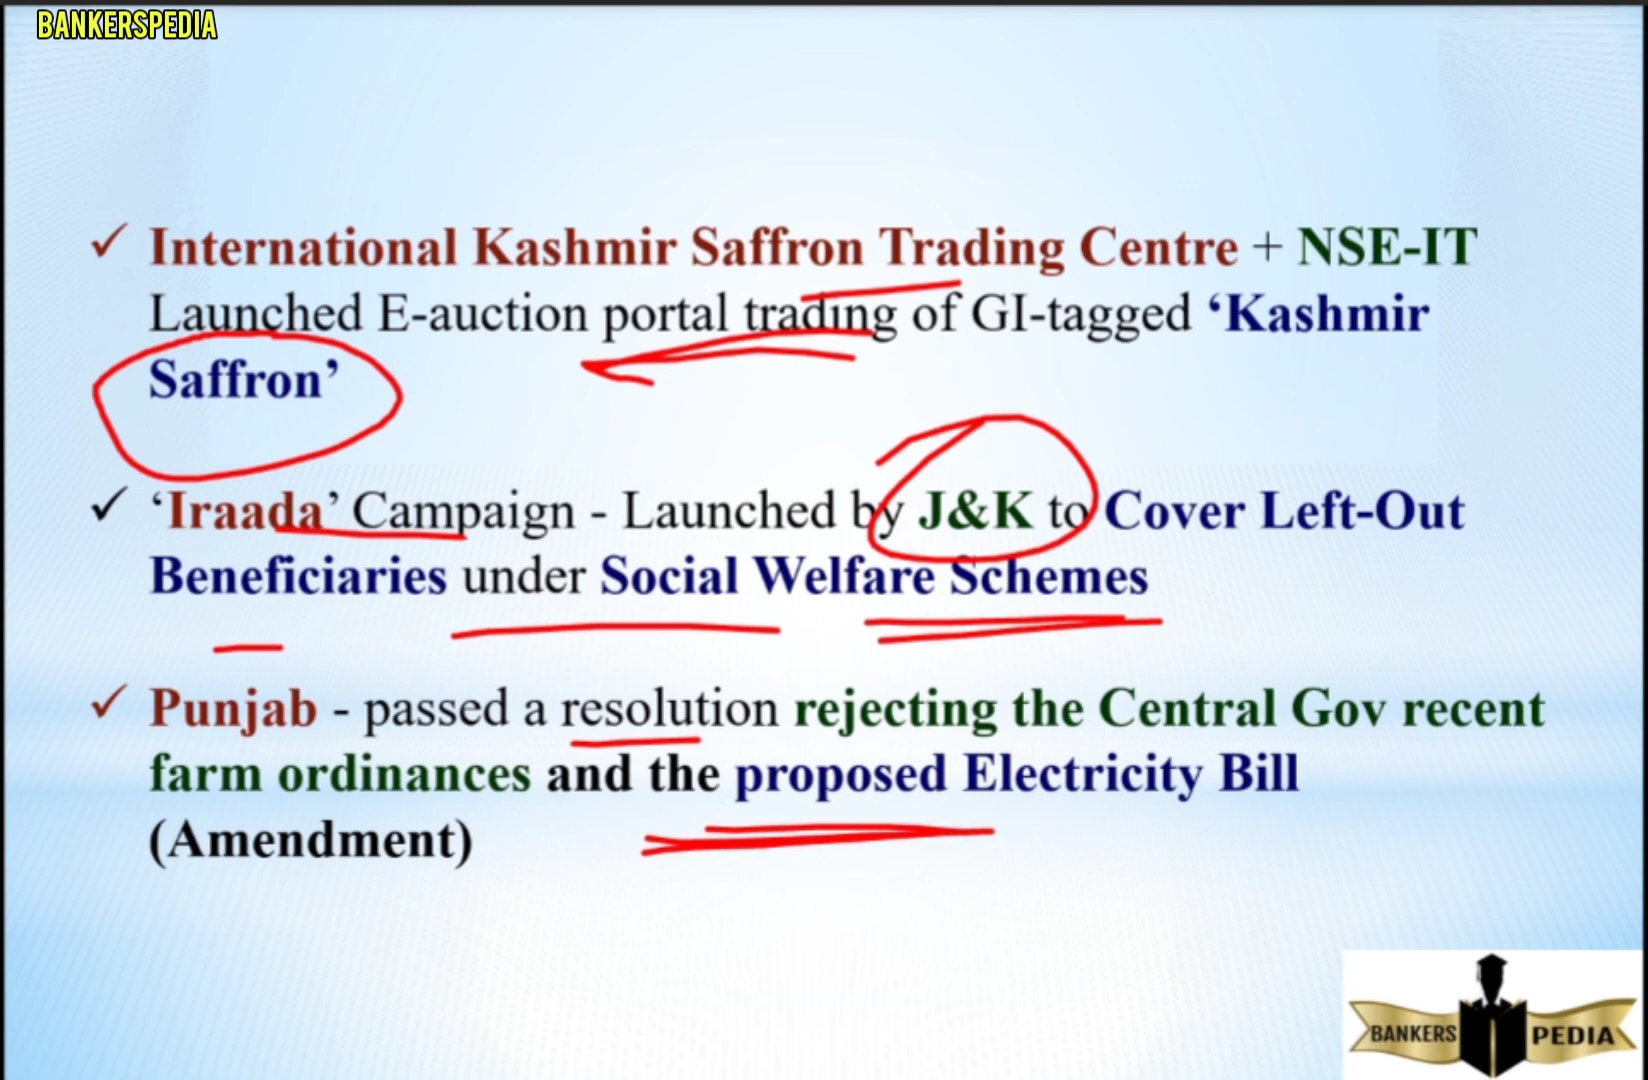 BANKERSPEDIA
✓ International Kashmir Saffron Trading Centre + NSE-IT
Launched E-auction portal trading of GI-tagged ‘Kashmir
Saffron’
✓ ‘Iraada’ Campaign - Launched by J&K to Cover Left-Out
Beneficiaries under Social Welfare Schemes
✓ Punjab - passed a resolution rejecting the Central Gov recent
farm ordinances and the proposed Electricity Bill
(Amendment)
BANKERS PEDIA